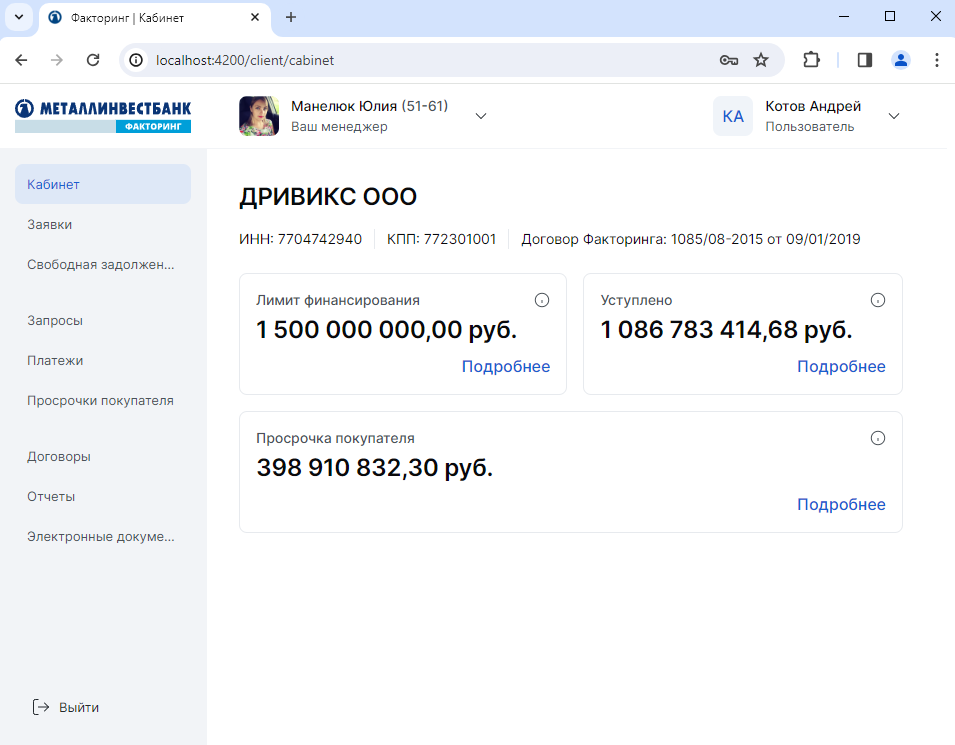 Факторинг | Кабинет
localhost:4200/client/cabinet
МЕТАЛЛИНВЕСТБАНК
ФАКТОРИНГ
Манелюк Юлия (51-61)
Ваш менеджер
КА
Котов Андрей
Пользователь
Кабинет
Заявки
Свободная задолжен...
Запросы
Платежи
Просрочки покупателя
Договоры
Отчеты
Электронные докуме...
Выйти
ДРИВИКС ООО
ИНН: 7704742940 КПП: 772301001 Договор Факторинга: 1085/08-2015 от 09/01/2019
Лимит финансирования
1 500 000 000,00 руб.
Подробнее
Уступлено
1 086 783 414,68 руб.
Подробнее
Просрочка покупателя
398 910 832,30 руб.
Подробнее